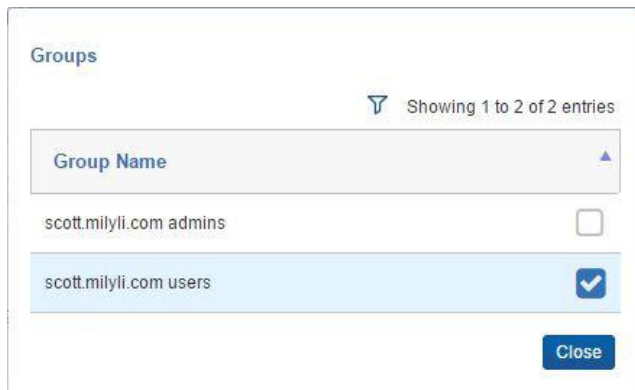 Groups
Showing 1 to 2 of 2 entries
Group Name
scott.milyli.com admins
scott.milyli.com users
Close